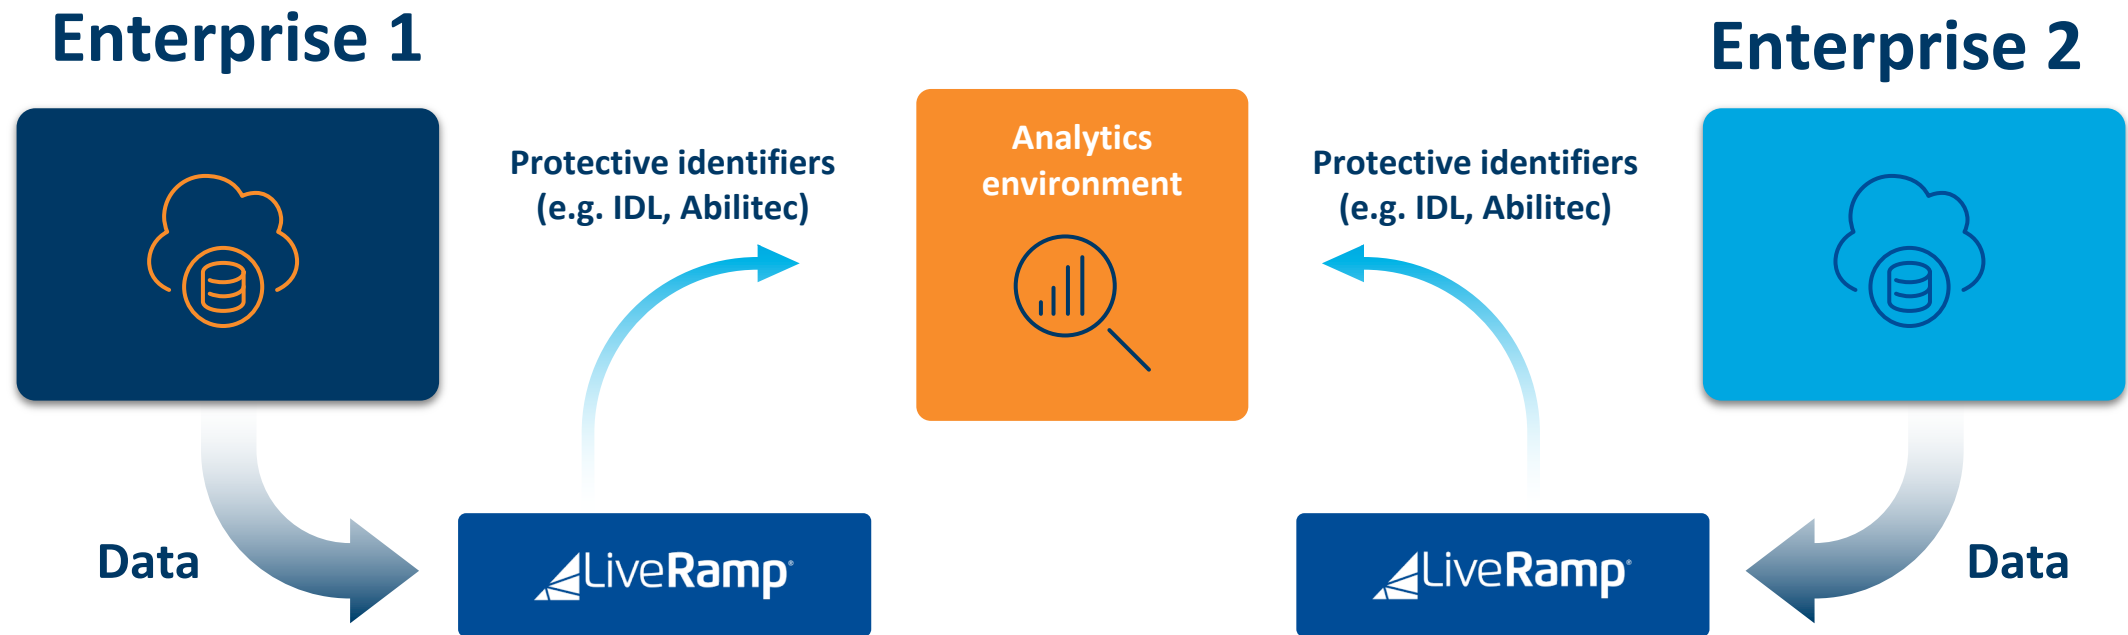 Enterprise 1
Enterprise 2
Protective identifiers
(e.g. IDL, Abilitec)
Analytics
environment
Protective identifiers
(e.g. IDL, Abilitec)
Data
LiveRamp®
LiveRamp®
Data